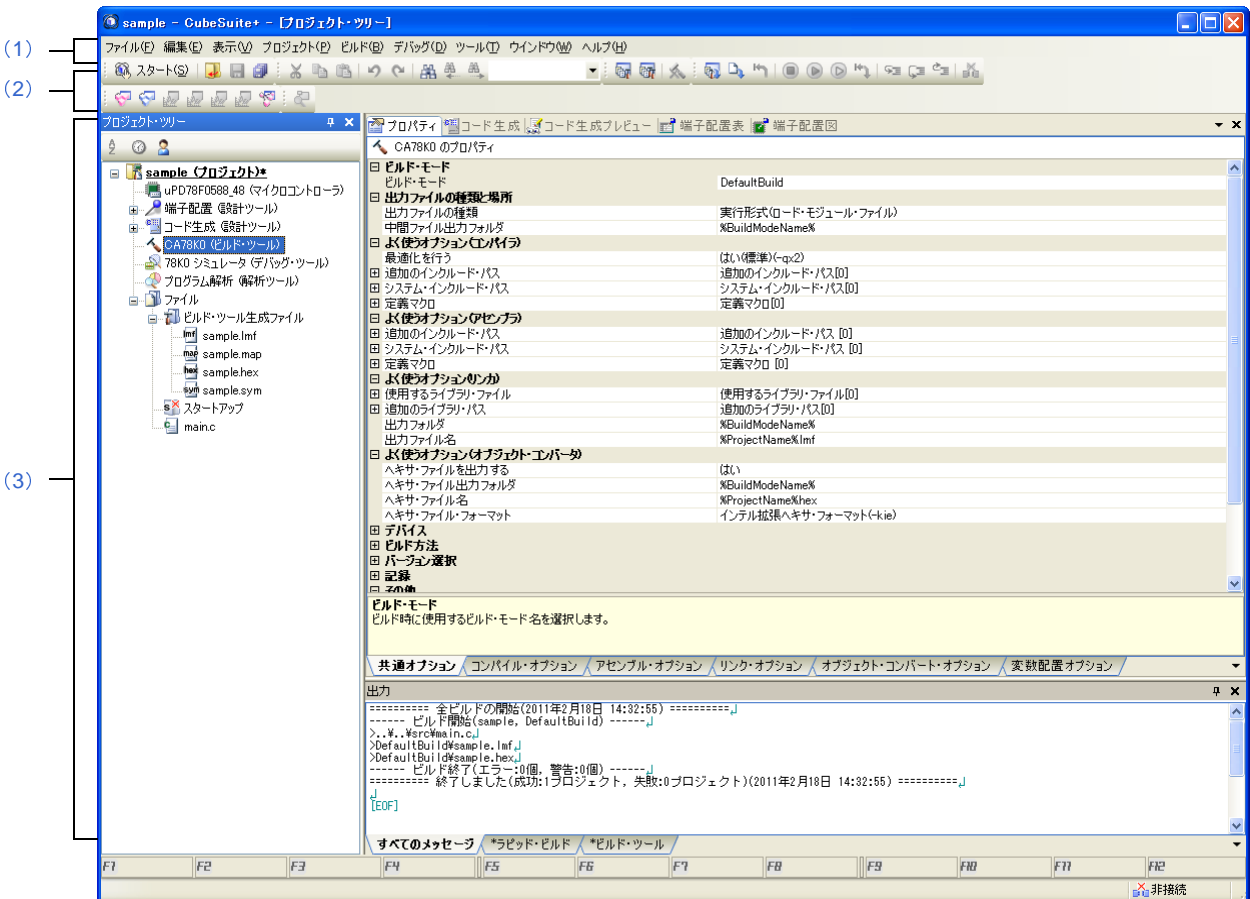 sample - CubeSuite+ - [プロジェクト・ツリー]
(1)
ファイル(F) 編集(E) 表示(V) プロジェクト(P) ビルド(B) デバッグ(D) ツール(T) ウインドウ(W) ヘルプ(H)
(2)
スタート(S)
(3)
プロジェクト・ツリー
sample (プロジェクト)*
uPD78F0588_48 (マイクロコントローラ)
端子配置 (設計ツール)
コード生成 (設計ツール)
CA78K0 (ビルド・ツール)
78K0 シミュレータ (デバッグ・ツール)
プログラム解析 (解析ツール)
ファイル
ビルド・ツール生成ファイル
sample.lmf
sample.map
sample.hex
sample.sym
スタートアップ
main.c
プロパティ コード生成 コード生成プレビュー 端子配置表 端子配置図
CA78K0 のプロパティ
ビルド・モード
ビルド・モード DefaultBuild
出力ファイルの種類と場所
出力ファイルの種類 実行形式(ロード・モジュール・ファイル)
中間ファイル出力フォルダ %BuildModeName%
よく使うオプション(コンパイラ)
最適化を行う はい(標準)(-qx2)
追加のインクルード・パス 追加のインクルード・パス[0]
システム・インクルード・パス システム・インクルード・パス[0]
定義マクロ 定義マクロ[0]
よく使うオプション(アセンブラ)
追加のインクルード・パス 追加のインクルード・パス [0]
システム・インクルード・パス システム・インクルード・パス [0]
定義マクロ 定義マクロ [0]
よく使うオプション(リンカ)
使用するライブラリ・ファイル 使用するライブラリ・ファイル[0]
追加のライブラリ・パス 追加のライブラリ・パス[0]
出力フォルダ %BuildModeName%
出力ファイル名 %ProjectName%lmf
よく使うオプション(オブジェクト・コンバータ)
ヘキサ・ファイルを出力する はい
ヘキサ・ファイル出力フォルダ %BuildModeName%
ヘキサ・ファイル名 %ProjectName%hex
ヘキサ・ファイル・フォーマット インテル拡張ヘキサ・フォーマット(-kie)
デバイス
ビルド方法
バージョン選択
記録
その他
ビルド・モード
ビルド時に使用するビルド・モード名を選択します。
共通オプション コンパイル・オプション アセンブル・オプション リンク・オプション オブジェクト・コンバート・オプション 変数配置オプション
出力
========== 全ビルドの開始(2011年2月18日 14:32:55) ==========
------ ビルド開始(sample, DefaultBuild) ------
>..¥..¥src¥main.c
>DefaultBuild¥sample.lmf
>DefaultBuild¥sample.hex
------ ビルド終了(エラー:0個, 警告:0個) ------
========== 終了しました(成功:1プロジェクト, 失敗:0プロジェクト)(2011年2月18日 14:32:55) ==========
[EOF]
すべてのメッセージ *ラピッド・ビルド *ビルド・ツール
F1 F2 F3 F4 F5 F6 F7 F8 F9 F10 F11 F12
非接続